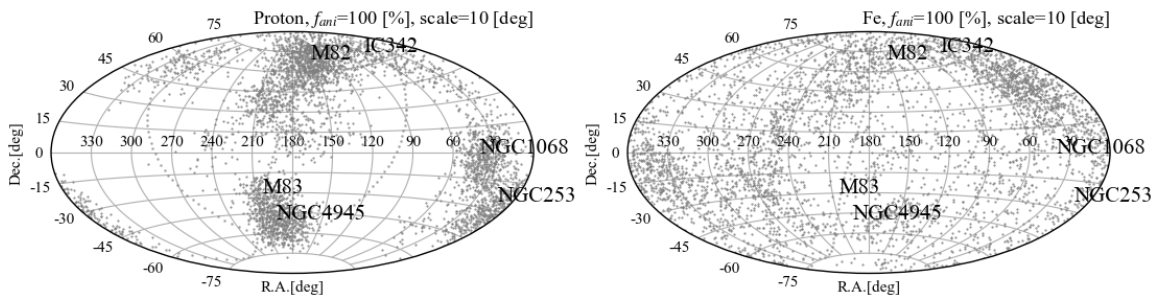 Proton, fani=100 [%], scale=10 [deg]
75
60
45
30
15
0
-15
-30
-45
-60
-75
Dec.[deg]
330 300 270 240 210 180 150 120 90 60
M82
IC342
NGC1068
NGC253
M83
NGC4945
R.A.[deg]
Fe, fani=100 [%], scale=10 [deg]
75
60
45
30
15
0
-15
-30
-45
-60
-75
Dec.[deg]
330 300 270 240 210 180 150 120 90 60 30
M82
IC342
NGC1068
NGC253
M83
NGC4945
R.A.[deg]